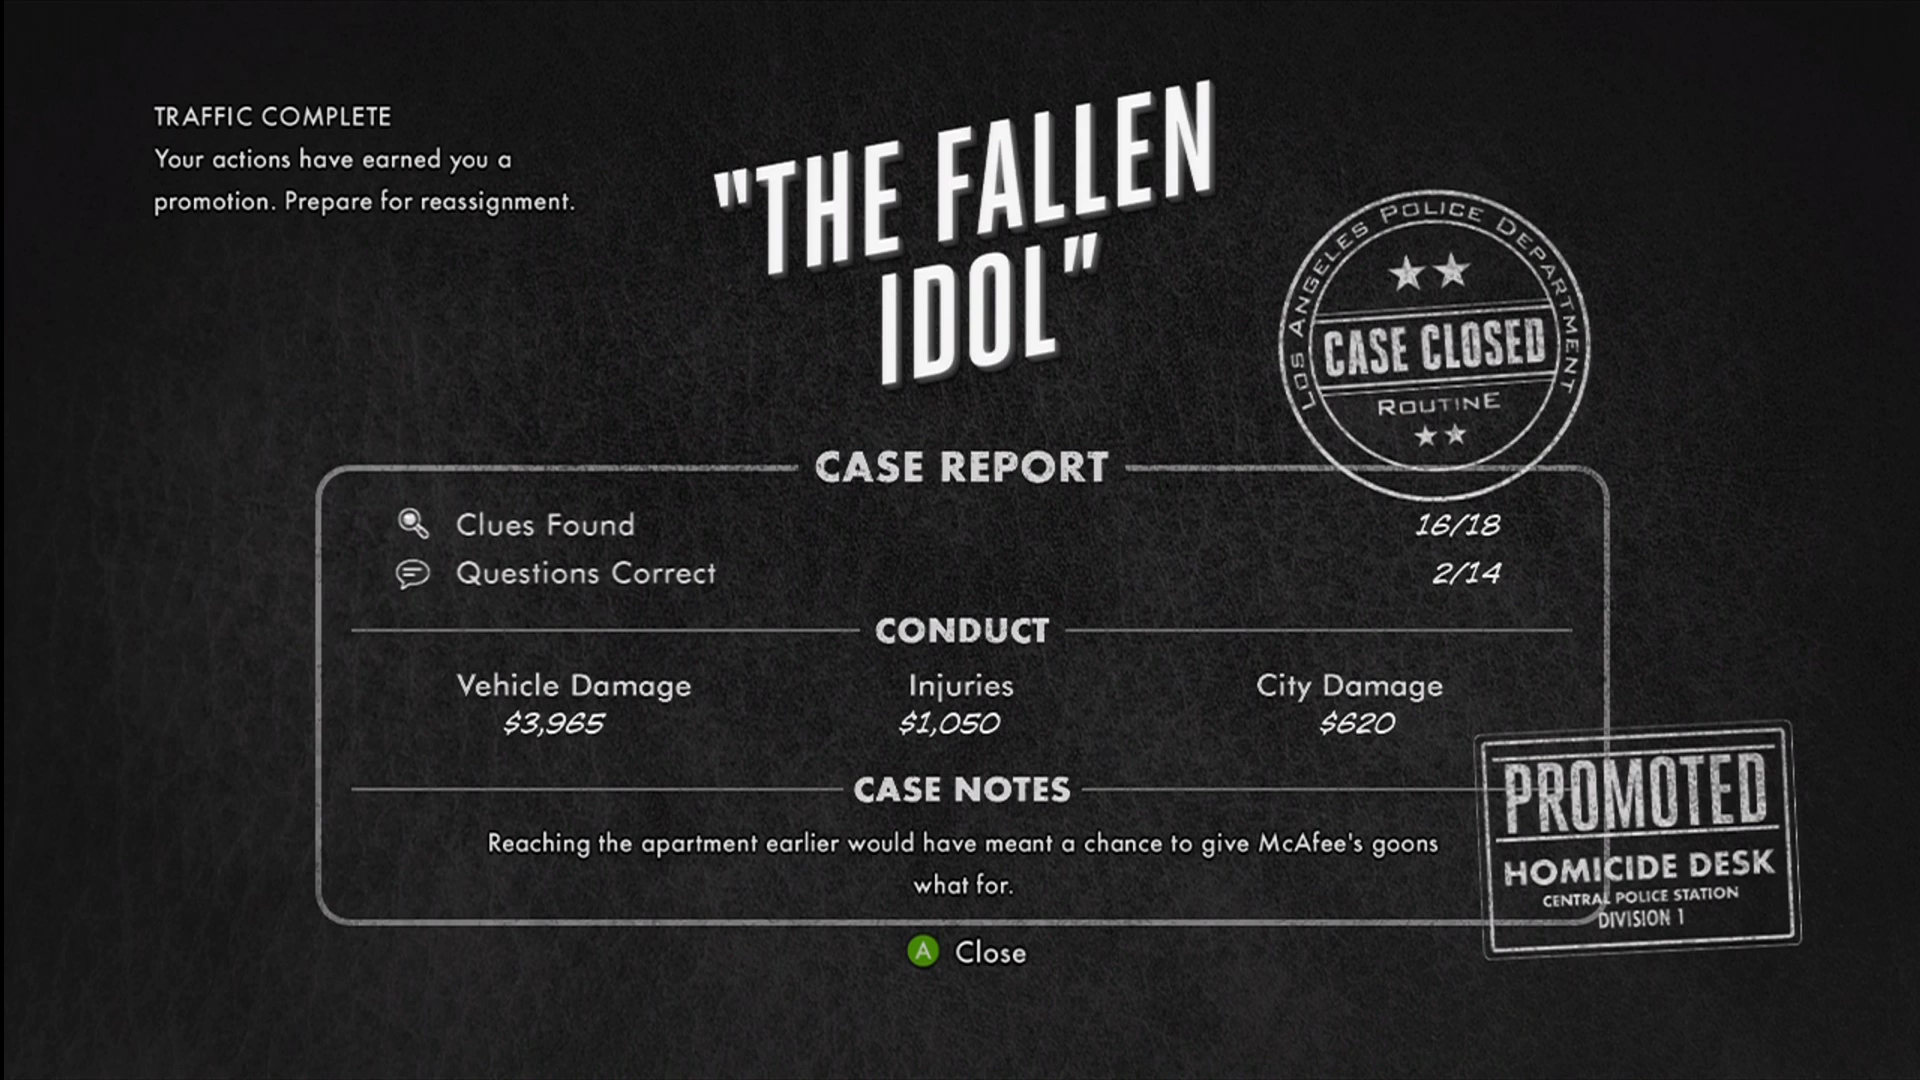 TRAFFIC COMPLETE
Your actions have earned you a
promotion. Prepare for reassignment.
"THE FALLEN
IDOL"
LOS ANGELES POLICE DEPARTMENT
CASE CLOSED
ROUTINE
CASE REPORT
Clues Found 16/18
Questions Correct 2/14
CONDUCT
Vehicle Damage Injuries City Damage
$3,965 $1,050 $620
CASE NOTES
Reaching the apartment earlier would have meant a chance to give McAfee's goons
what for.
PROMOTED
HOMICIDE DESK
CENTRAL POLICE STATION
DIVISION 1
A Close